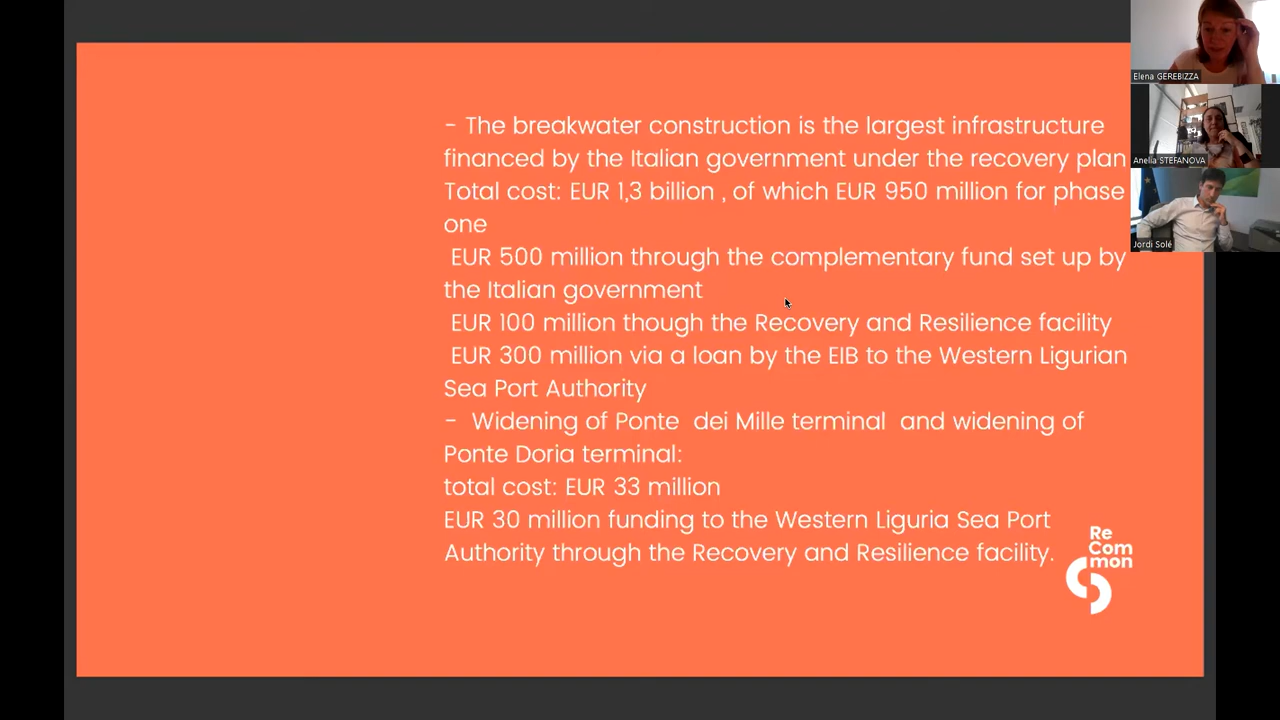 - The breakwater construction is the largest infrastructure
financed by the Italian government under the recovery plan
Total cost: EUR 1,3 billion , of which EUR 950 million for phase
one
EUR 500 million through the complementary fund set up by
the Italian government
EUR 100 million though the Recovery and Resilience facility
EUR 300 million via a loan by the EIB to the Western Ligurian
Sea Port Authority
- Widening of Ponte dei Mille terminal and widening of
Ponte Doria terminal:
total cost: EUR 33 million
EUR 30 million funding to the Western Liguria Sea Port
Authority through the Recovery and Resilience facility.
Re
Com
mon
Elena GEREBIZZA
Anelia STEFANOVA
Jordi Solé